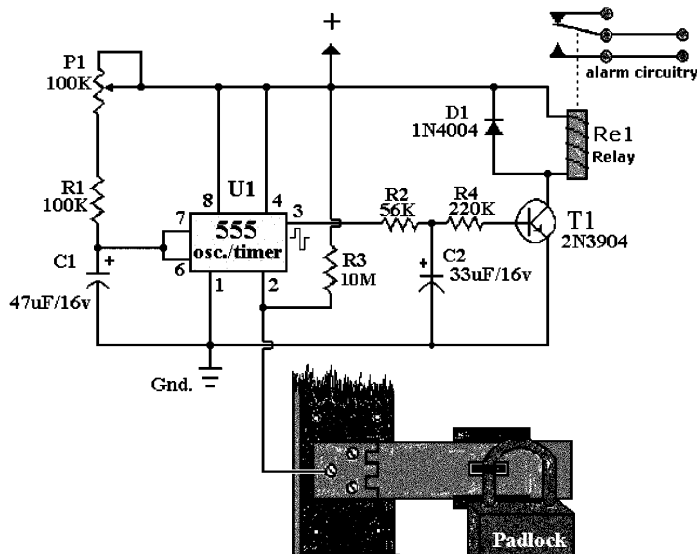 +
P1
100K
alarm circuitry
D1
1N4004
Re1
Relay
R1
100K
U1
8
4
7
6
3
555
osc./timer
1
2
R2
56K
R4
220K
T1
2N3904
C1
+
47uF/16v
R3
10M
+
C2
33uF/16v
Gnd.
Padlock